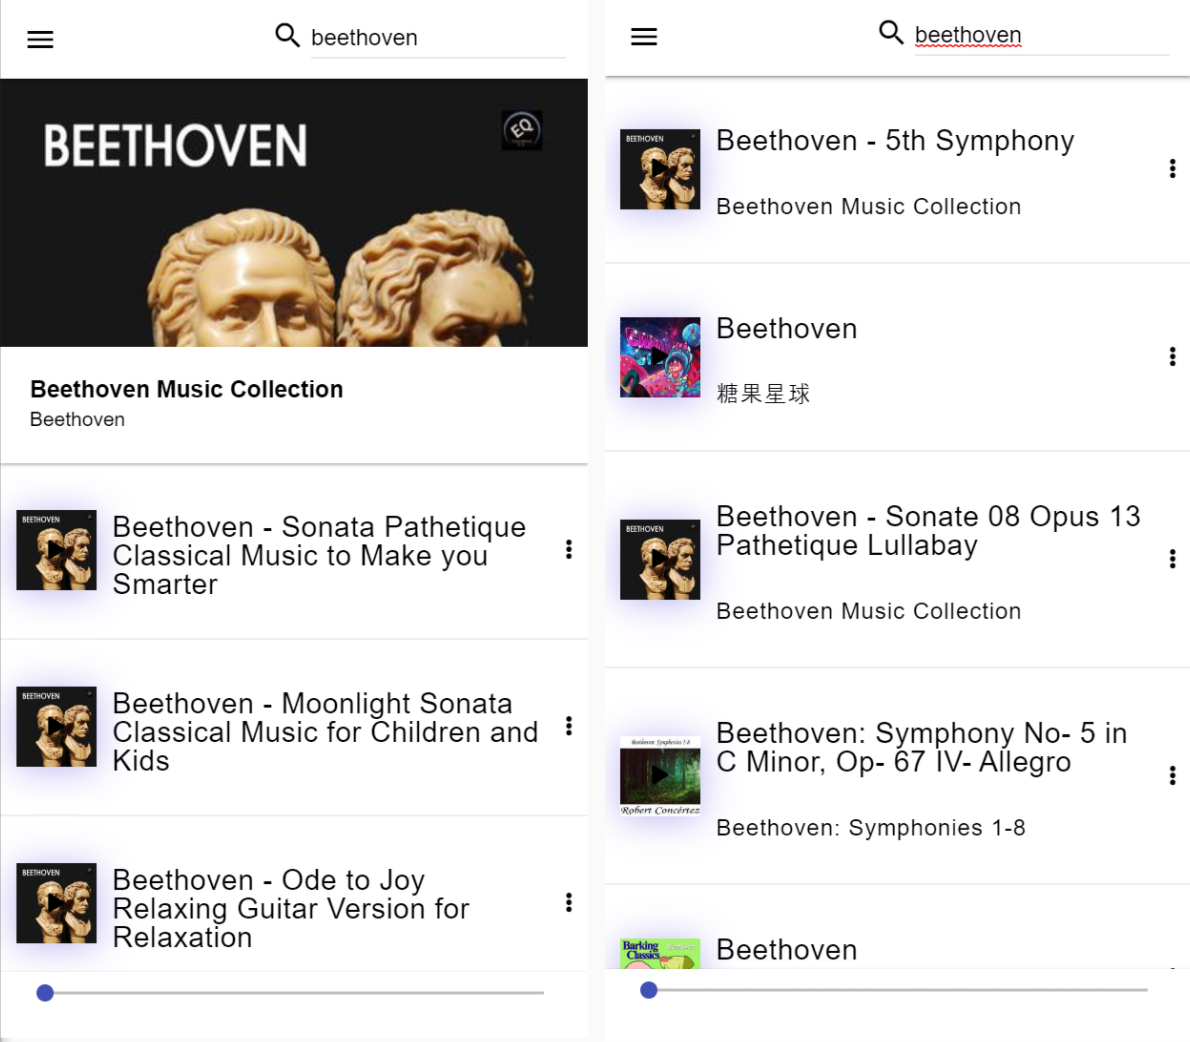 beethoven
BEETHOVEN
EQ
Beethoven Music Collection
Beethoven
BEETHOVEN
Beethoven - Sonata Pathetique
Classical Music to Make you
Smarter
BEETHOVEN
Beethoven - Moonlight Sonata
Classical Music for Children and
Kids
BEETHOVEN
Beethoven - Ode to Joy
Relaxing Guitar Version for
Relaxation
beethoven
BEETHOVEN
Beethoven - 5th Symphony
Beethoven Music Collection
Beethoven
糖果星球
BEETHOVEN
Beethoven - Sonate 08 Opus 13
Pathetique Lullabay
Beethoven Music Collection
Beethoven Symphonies 1-8
Robert Concértez
Beethoven: Symphony No- 5 in
C Minor, Op- 67 IV- Allegro
Beethoven: Symphonies 1-8
Barking
Classics
Beethoven
Beethoven